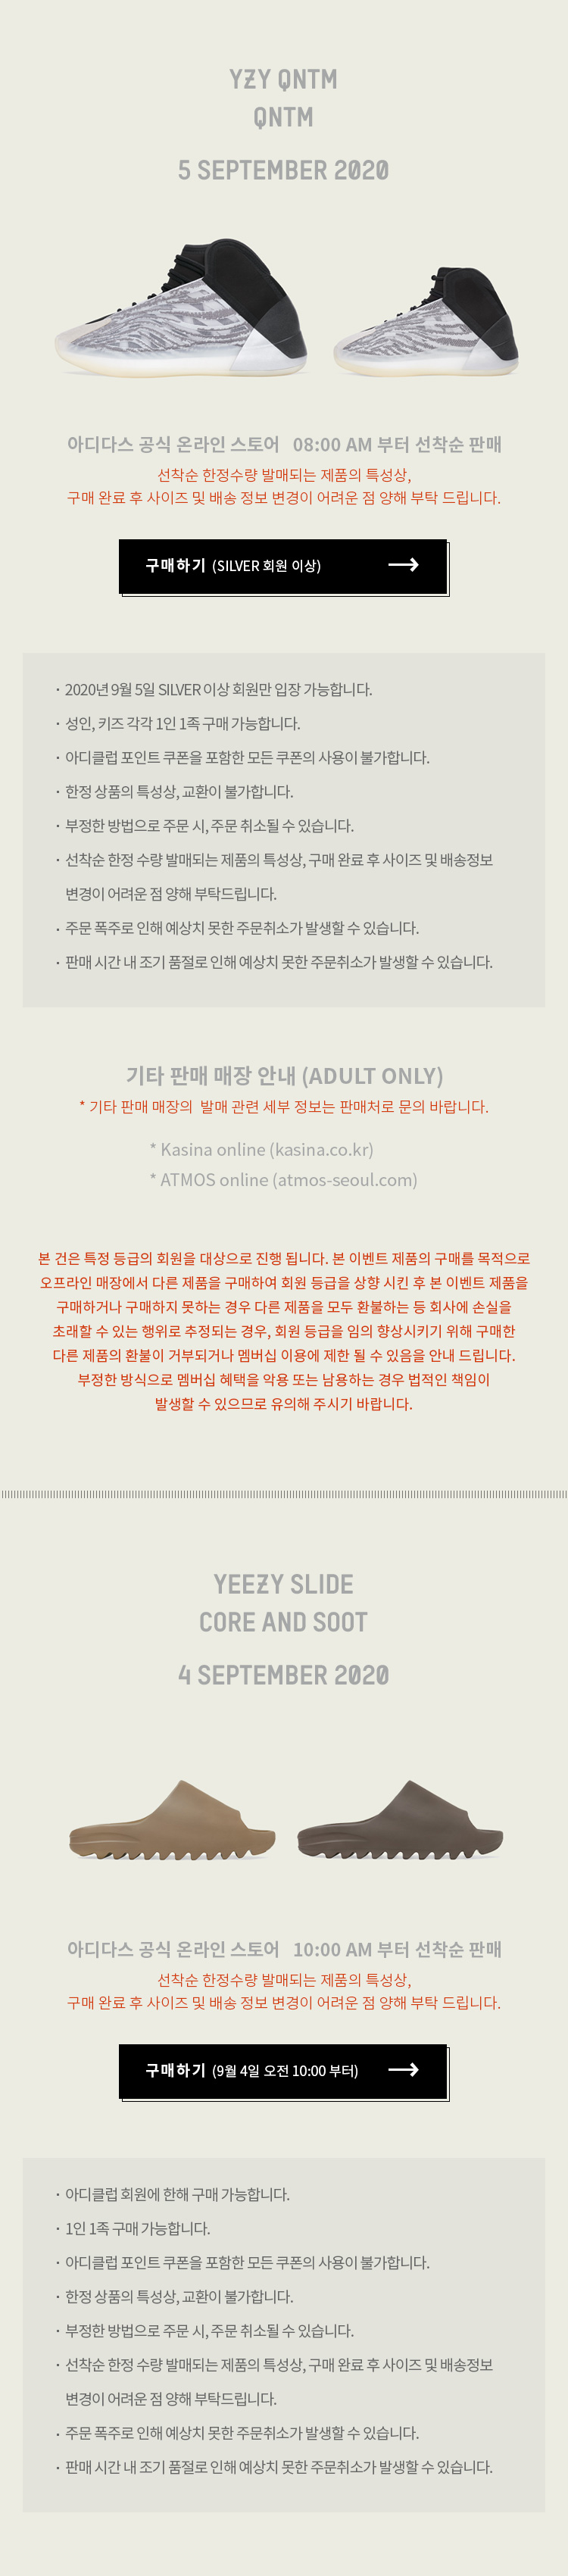 YZY QNTM
QNTM
5 SEPTEMBER 2020
아디다스 공식 온라인 스토어 08:00 AM 부터 선착순 판매
선착순 한정수량 발매되는 제품의 특성상,
구매 완료 후 사이즈 및 배송 정보 변경이 어려운 점 양해 부탁 드립니다.
구매하기 (SILVER 회원 이상) →
· 2020년 9월 5일 SILVER 이상 회원만 입장 가능합니다.
· 성인, 키즈 각각 1인 1족 구매 가능합니다.
· 아디클럽 포인트 쿠폰을 포함한 모든 쿠폰의 사용이 불가합니다.
· 한정 상품의 특성상, 교환이 불가합니다.
· 부정한 방법으로 주문 시, 주문 취소될 수 있습니다.
· 선착순 한정 수량 발매되는 제품의 특성상, 구매 완료 후 사이즈 및 배송정보
변경이 어려운 점 양해 부탁드립니다.
· 주문 폭주로 인해 예상치 못한 주문취소가 발생할 수 있습니다.
· 판매 시간 내 조기 품절로 인해 예상치 못한 주문취소가 발생할 수 있습니다.
기타 판매 매장 안내 (ADULT ONLY)
* 기타 판매 매장의 발매 관련 세부 정보는 판매처로 문의 바랍니다.
* Kasina online (kasina.co.kr)
* ATMOS online (atmos-seoul.com)
본 건은 특정 등급의 회원을 대상으로 진행 됩니다. 본 이벤트 제품의 구매를 목적으로
오프라인 매장에서 다른 제품을 구매하여 회원 등급을 상향 시킨 후 본 이벤트 제품을
구매하거나 구매하지 못하는 경우 다른 제품을 모두 환불하는 등 회사에 손실을
초래할 수 있는 행위로 추정되는 경우, 회원 등급을 임의 향상시키기 위해 구매한
다른 제품의 환불이 거부되거나 멤버십 이용에 제한 될 수 있음을 안내 드립니다.
부정한 방식으로 멤버십 혜택을 악용 또는 남용하는 경우 법적인 책임이
발생할 수 있으므로 유의해 주시기 바랍니다.
YEEZY SLIDE
CORE AND SOOT
4 SEPTEMBER 2020
아디다스 공식 온라인 스토어 10:00 AM 부터 선착순 판매
선착순 한정수량 발매되는 제품의 특성상,
구매 완료 후 사이즈 및 배송 정보 변경이 어려운 점 양해 부탁 드립니다.
구매하기 (9월 4일 오전 10:00 부터) →
· 아디클럽 회원에 한해 구매 가능합니다.
· 1인 1족 구매 가능합니다.
· 아디클럽 포인트 쿠폰을 포함한 모든 쿠폰의 사용이 불가합니다.
· 한정 상품의 특성상, 교환이 불가합니다.
· 부정한 방법으로 주문 시, 주문 취소될 수 있습니다.
· 선착순 한정 수량 발매되는 제품의 특성상, 구매 완료 후 사이즈 및 배송정보
변경이 어려운 점 양해 부탁드립니다.
· 주문 폭주로 인해 예상치 못한 주문취소가 발생할 수 있습니다.
· 판매 시간 내 조기 품절로 인해 예상치 못한 주문취소가 발생할 수 있습니다.